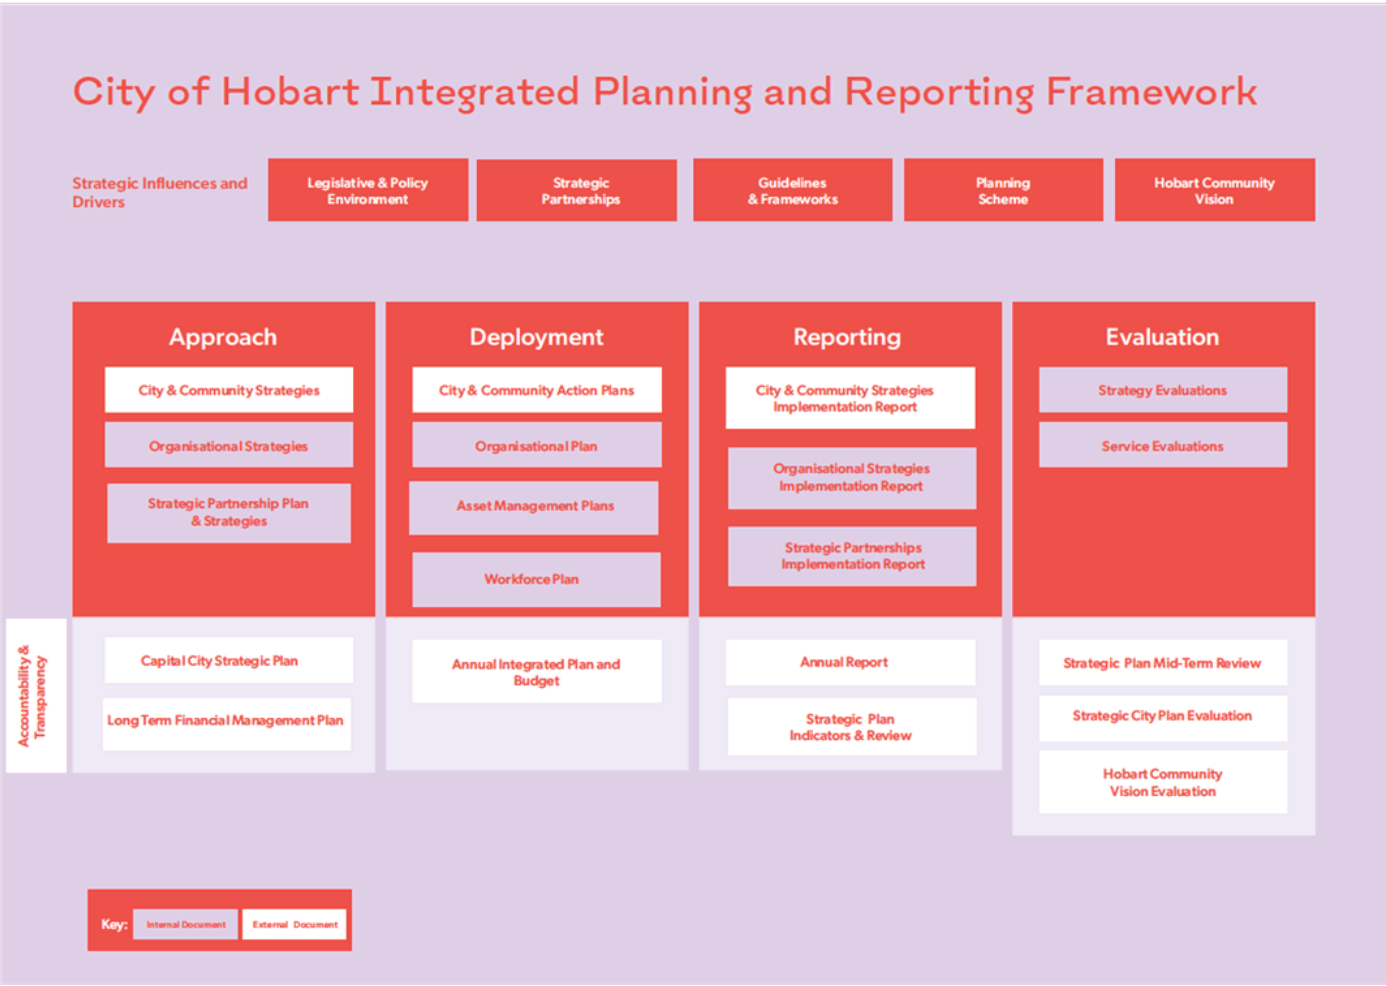 City of Hobart Integrated Planning and Reporting Framework
Strategic Influences and
Drivers
Legislative & Policy
Environment
Strategic
Partnerships
Guidelines
& Frameworks
Planning
Scheme
Hobart Community
Vision
Approach
City & Community Strategies
Organisational Strategies
Strategic Partnership Plan
& Strategies
Deployment
City & Community Action Plans
Organisational Plan
Asset Management Plans
Workforce Plan
Reporting
City & Community Strategies
Implementation Report
Organisational Strategies
Implementation Report
Strategic Partnerships
Implementation Report
Evaluation
Strategy Evaluations
Service Evaluations
Accountability &
Transparency
Capital City Strategic Plan
Long Term Financial Management Plan
Annual Integrated Plan and
Budget
Annual Report
Strategic Plan
Indicators & Review
Strategic Plan Mid-Term Review
Strategic City Plan Evaluation
Hobart Community
Vision Evaluation
Key:
Internal Document
External Document